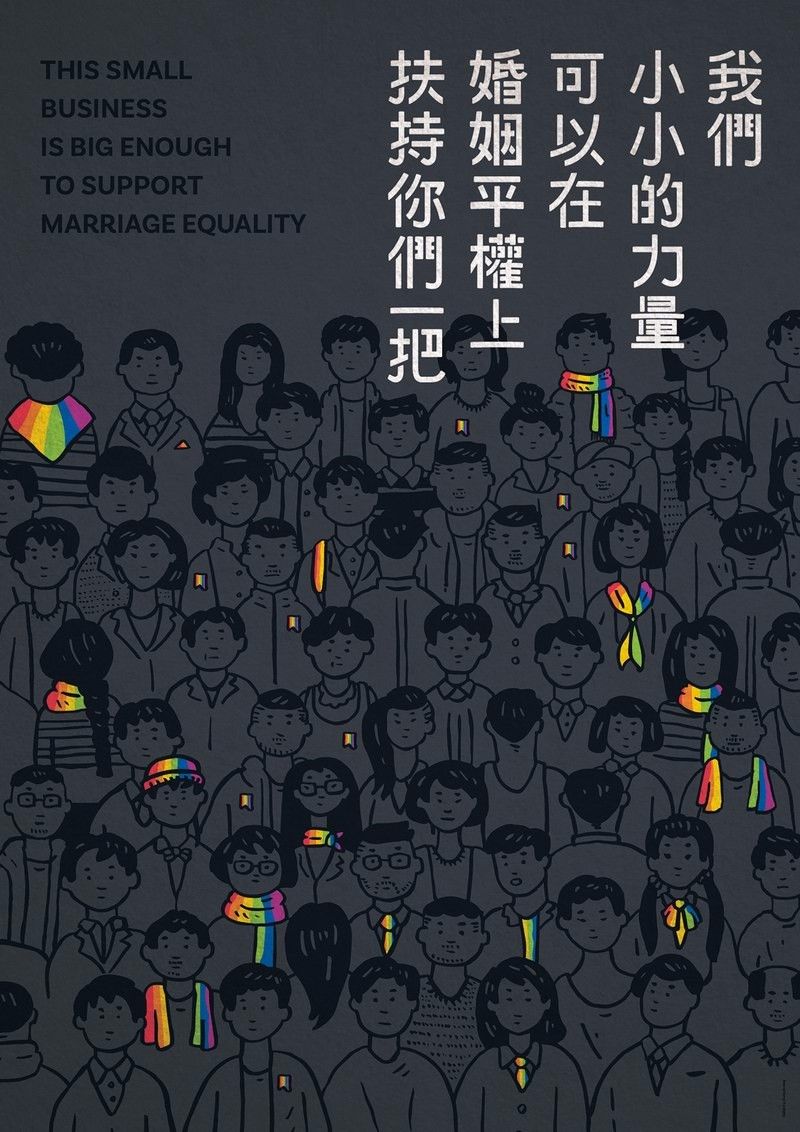 THIS SMALL
BUSINESS
IS BIG ENOUGH
TO SUPPORT
MARRIAGE EQUALITY
我們
小小的力量
可以在
婚姻平權上
扶持你們一把